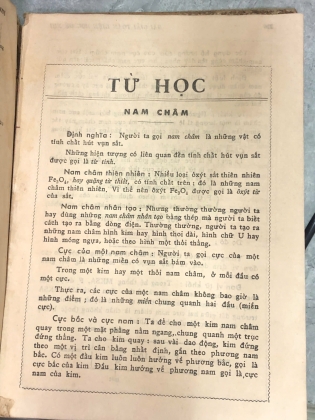 TỪ HỌC
NAM CHÂM
Định nghĩa : Người ta gọi nam châm là những vật có
tính chất hút vụn sắt.
Những hiện tượng có liên quan đến tính chất hút vụn sắt
được gọi là từ tính.
Nam châm thiên nhiên : Nhiều loại ôxýt sắt thiên nhiên
Fe₃O₄, hay quặng từ thiết, có tính chất trên ; đó là những nam
châm thiên nhiên. Vì thế nên ôxýt Fe₃O₄ được gọi là ôxýt từ
của sắt.
Nam châm nhân tạo : Nhưng thường thường người ta
hay dùng những nam châm nhân tạo bằng thép mà người ta biết
cách tạo ra bằng dòng điện. Thường thường, người ta tạo ra
những nam châm hình kim hay hình thoi dài, hình chữ U hay
hình móng ngựa, hoặc theo hình một thỏi thẳng.
Cực của một nam châm : Người ta gọi cực của một
nam châm là những miền có vụn sắt bám vào.
Trong một kim hay một thỏi nam châm, ở mỗi đầu có
một cực.
Thực ra, các cực của một nam châm không bao giờ là
những điểm ; đó là những miền chung quanh hai đầu (miền
cực).
Cực bắc và cực nam : Ta để cho một kim nam châm
quay trong một mặt phẳng nằm ngang, chung quanh một trục
đứng thẳng. Ta cho kim quay : sau vài dao động, kim đứng
theo một vị trí cân bằng nhất định, gần theo phương nam
bắc. Có một đầu kim luôn luôn hướng về phương bắc, gọi là
cực bắc của kim Đầu kim hướng về phương nam gọi là cực
nam của kim.